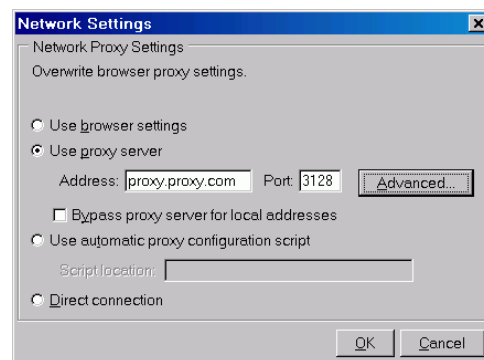 Network Settings
Network Proxy Settings
Overwrite browser proxy settings.
Use browser settings
Use proxy server
Address: proxy.proxy.com Port: 3128 Advanced...
Bypass proxy server for local addresses
Use automatic proxy configuration script
Script location:
Direct connection
OK Cancel